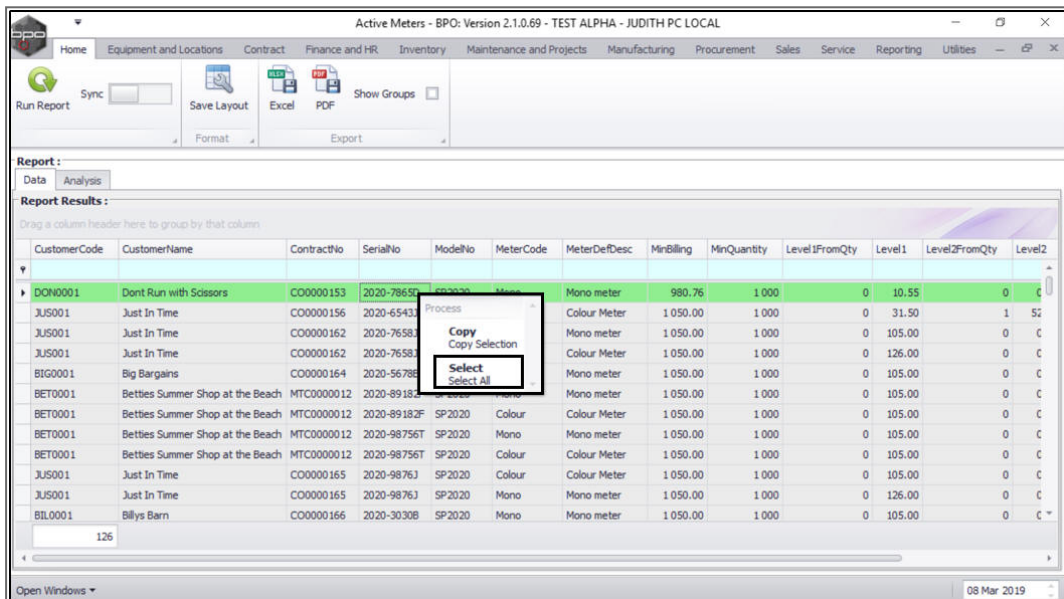 Active Meters - BPO: Version 2.1.0.69 - TEST ALPHA - JUDITH PC LOCAL
Home Equipment and Locations Contract Finance and HR Inventory Maintenance and Projects Manufacturing Procurement Sales Service Reporting Utilities
Run Report Sync Save Layout Excel PDF Show Groups
Format Export
Report :
Data Analysis
Report Results :
Drag a column header here to group by that column
CustomerCode CustomerName ContractNo SerialNo ModelNo MeterCode MeterDefDesc MinBilling MinQuantity Level1FromQty Level1 Level2FromQty Level2
DON0001 Dont Run with Scissors CO0000153 2020-7865D Mono meter 980.76 1 000 0 10.55 0
JUS001 Just In Time CO0000156 2020-6543J Colour Meter 1 050.00 1 000 0 31.50 1 52
JUS001 Just In Time CO0000162 2020-7658J Mono meter 1 050.00 1 000 0 105.00 0
JUS001 Just In Time CO0000162 2020-7658J Colour Meter 1 050.00 1 000 0 126.00 0
BIG0001 Big Bargains CO0000164 2020-5678B Mono meter 1 050.00 1 000 0 105.00 0
BET0001 Betties Summer Shop at the Beach MTC0000012 2020-89182F Mono meter 1 050.00 1 000 0 105.00 0
BET0001 Betties Summer Shop at the Beach MTC0000012 2020-89182F SP2020 Colour Colour Meter 1 050.00 1 000 0 105.00 0
BET0001 Betties Summer Shop at the Beach MTC0000012 2020-98756T SP2020 Mono Mono meter 1 050.00 1 000 0 105.00 0
BET0001 Betties Summer Shop at the Beach MTC0000012 2020-98756T SP2020 Colour Colour Meter 1 050.00 1 000 0 105.00 0
JUS001 Just In Time CO0000165 2020-9876J SP2020 Colour Colour Meter 1 050.00 1 000 0 105.00 0
JUS001 Just In Time CO0000165 2020-9876J SP2020 Mono Mono meter 1 050.00 1 000 0 126.00 0
BIL0001 Billys Barn CO0000166 2020-3030B SP2020 Mono Mono meter 1 050.00 1 000 0 105.00 0
Process
Copy
Copy Selection
Select
Select All
126
Open Windows 08 Mar 2019